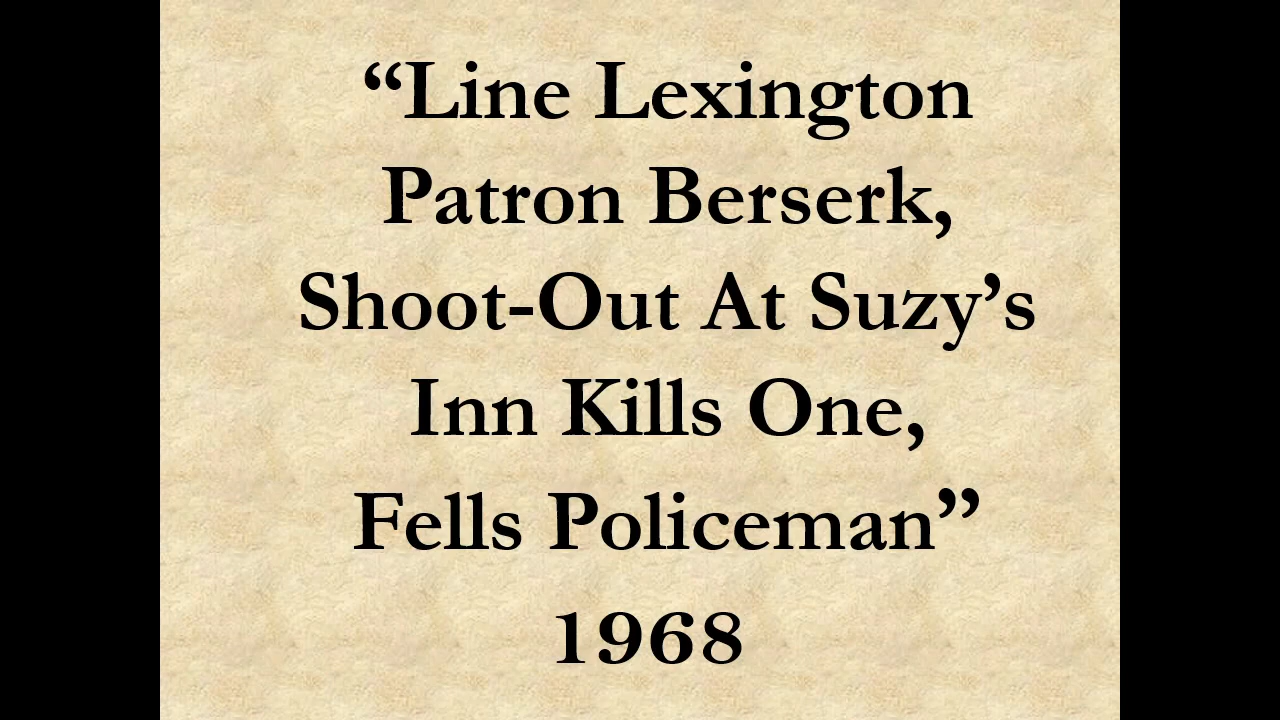 “Line Lexington
Patron Berserk,
Shoot-Out At Suzy’s
Inn Kills One,
Fells Policeman”
1968